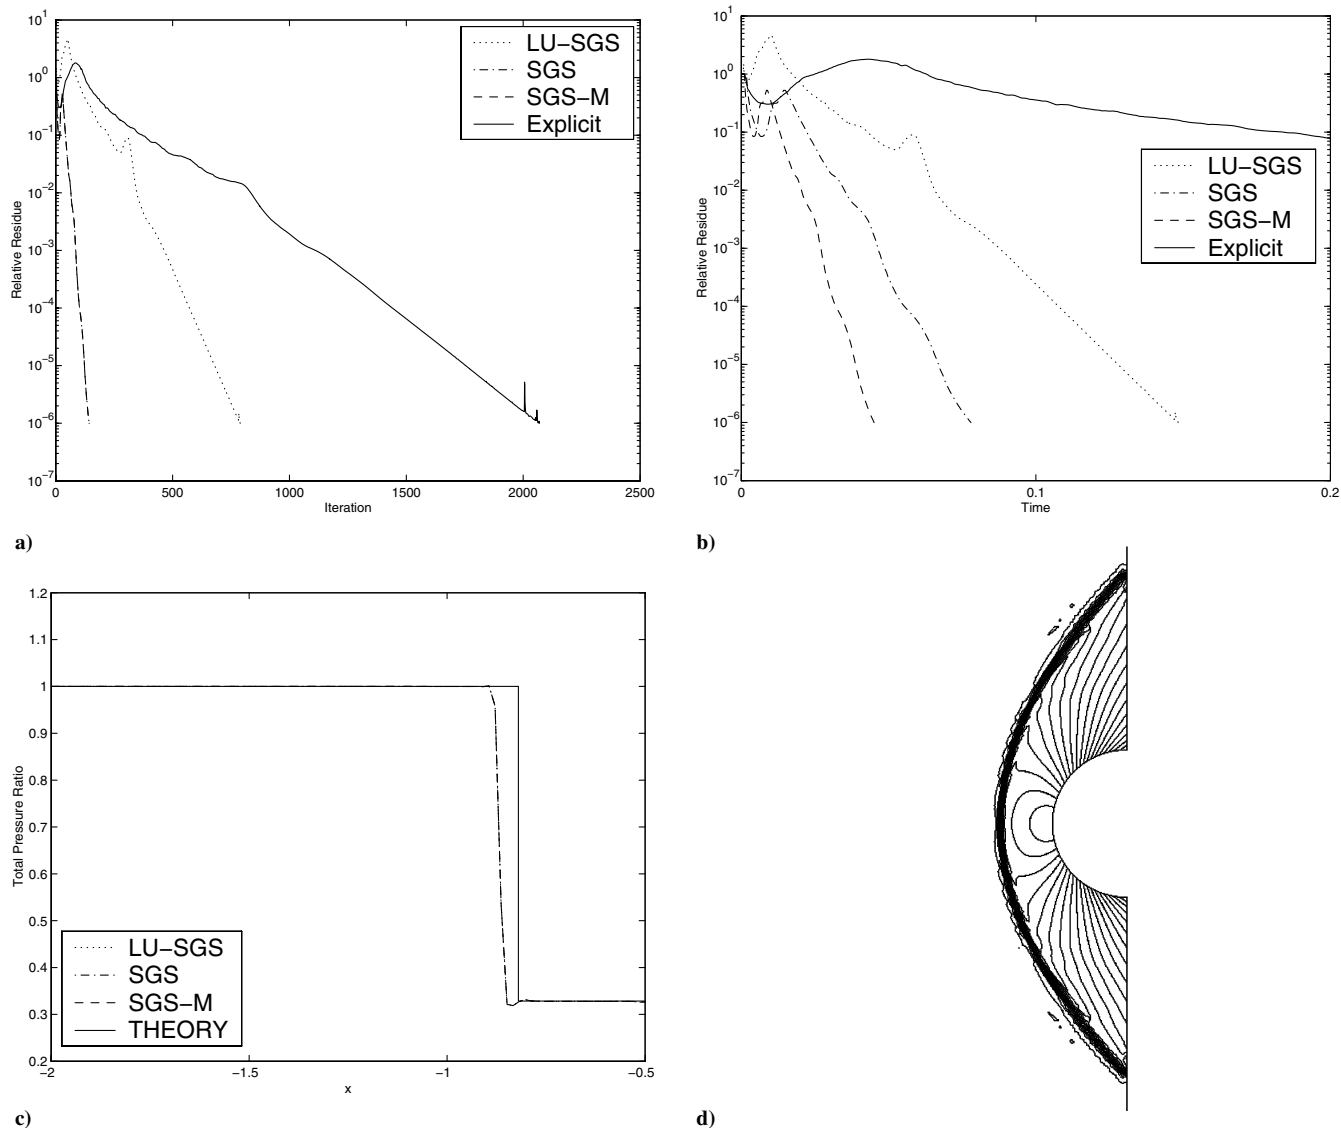 10^1
10^0
10^-1
10^-2
10^-3
10^-4
10^-5
10^-6
10^-7
Relative Residue
0
500
1000
1500
2000
2500
Iteration
LU-SGS
SGS
SGS-M
Explicit
a)
10^1
10^0
10^-1
10^-2
10^-3
10^-4
10^-5
10^-6
10^-7
Relative Residue
0
0.1
0.2
Time
LU-SGS
SGS
SGS-M
Explicit
b)
1.2
1.1
1
0.9
0.8
0.7
0.6
0.5
0.4
0.3
0.2
Total Pressure Ratio
-2
-1.5
-1
-0.5
x
LU-SGS
SGS
SGS-M
THEORY
c)
d)